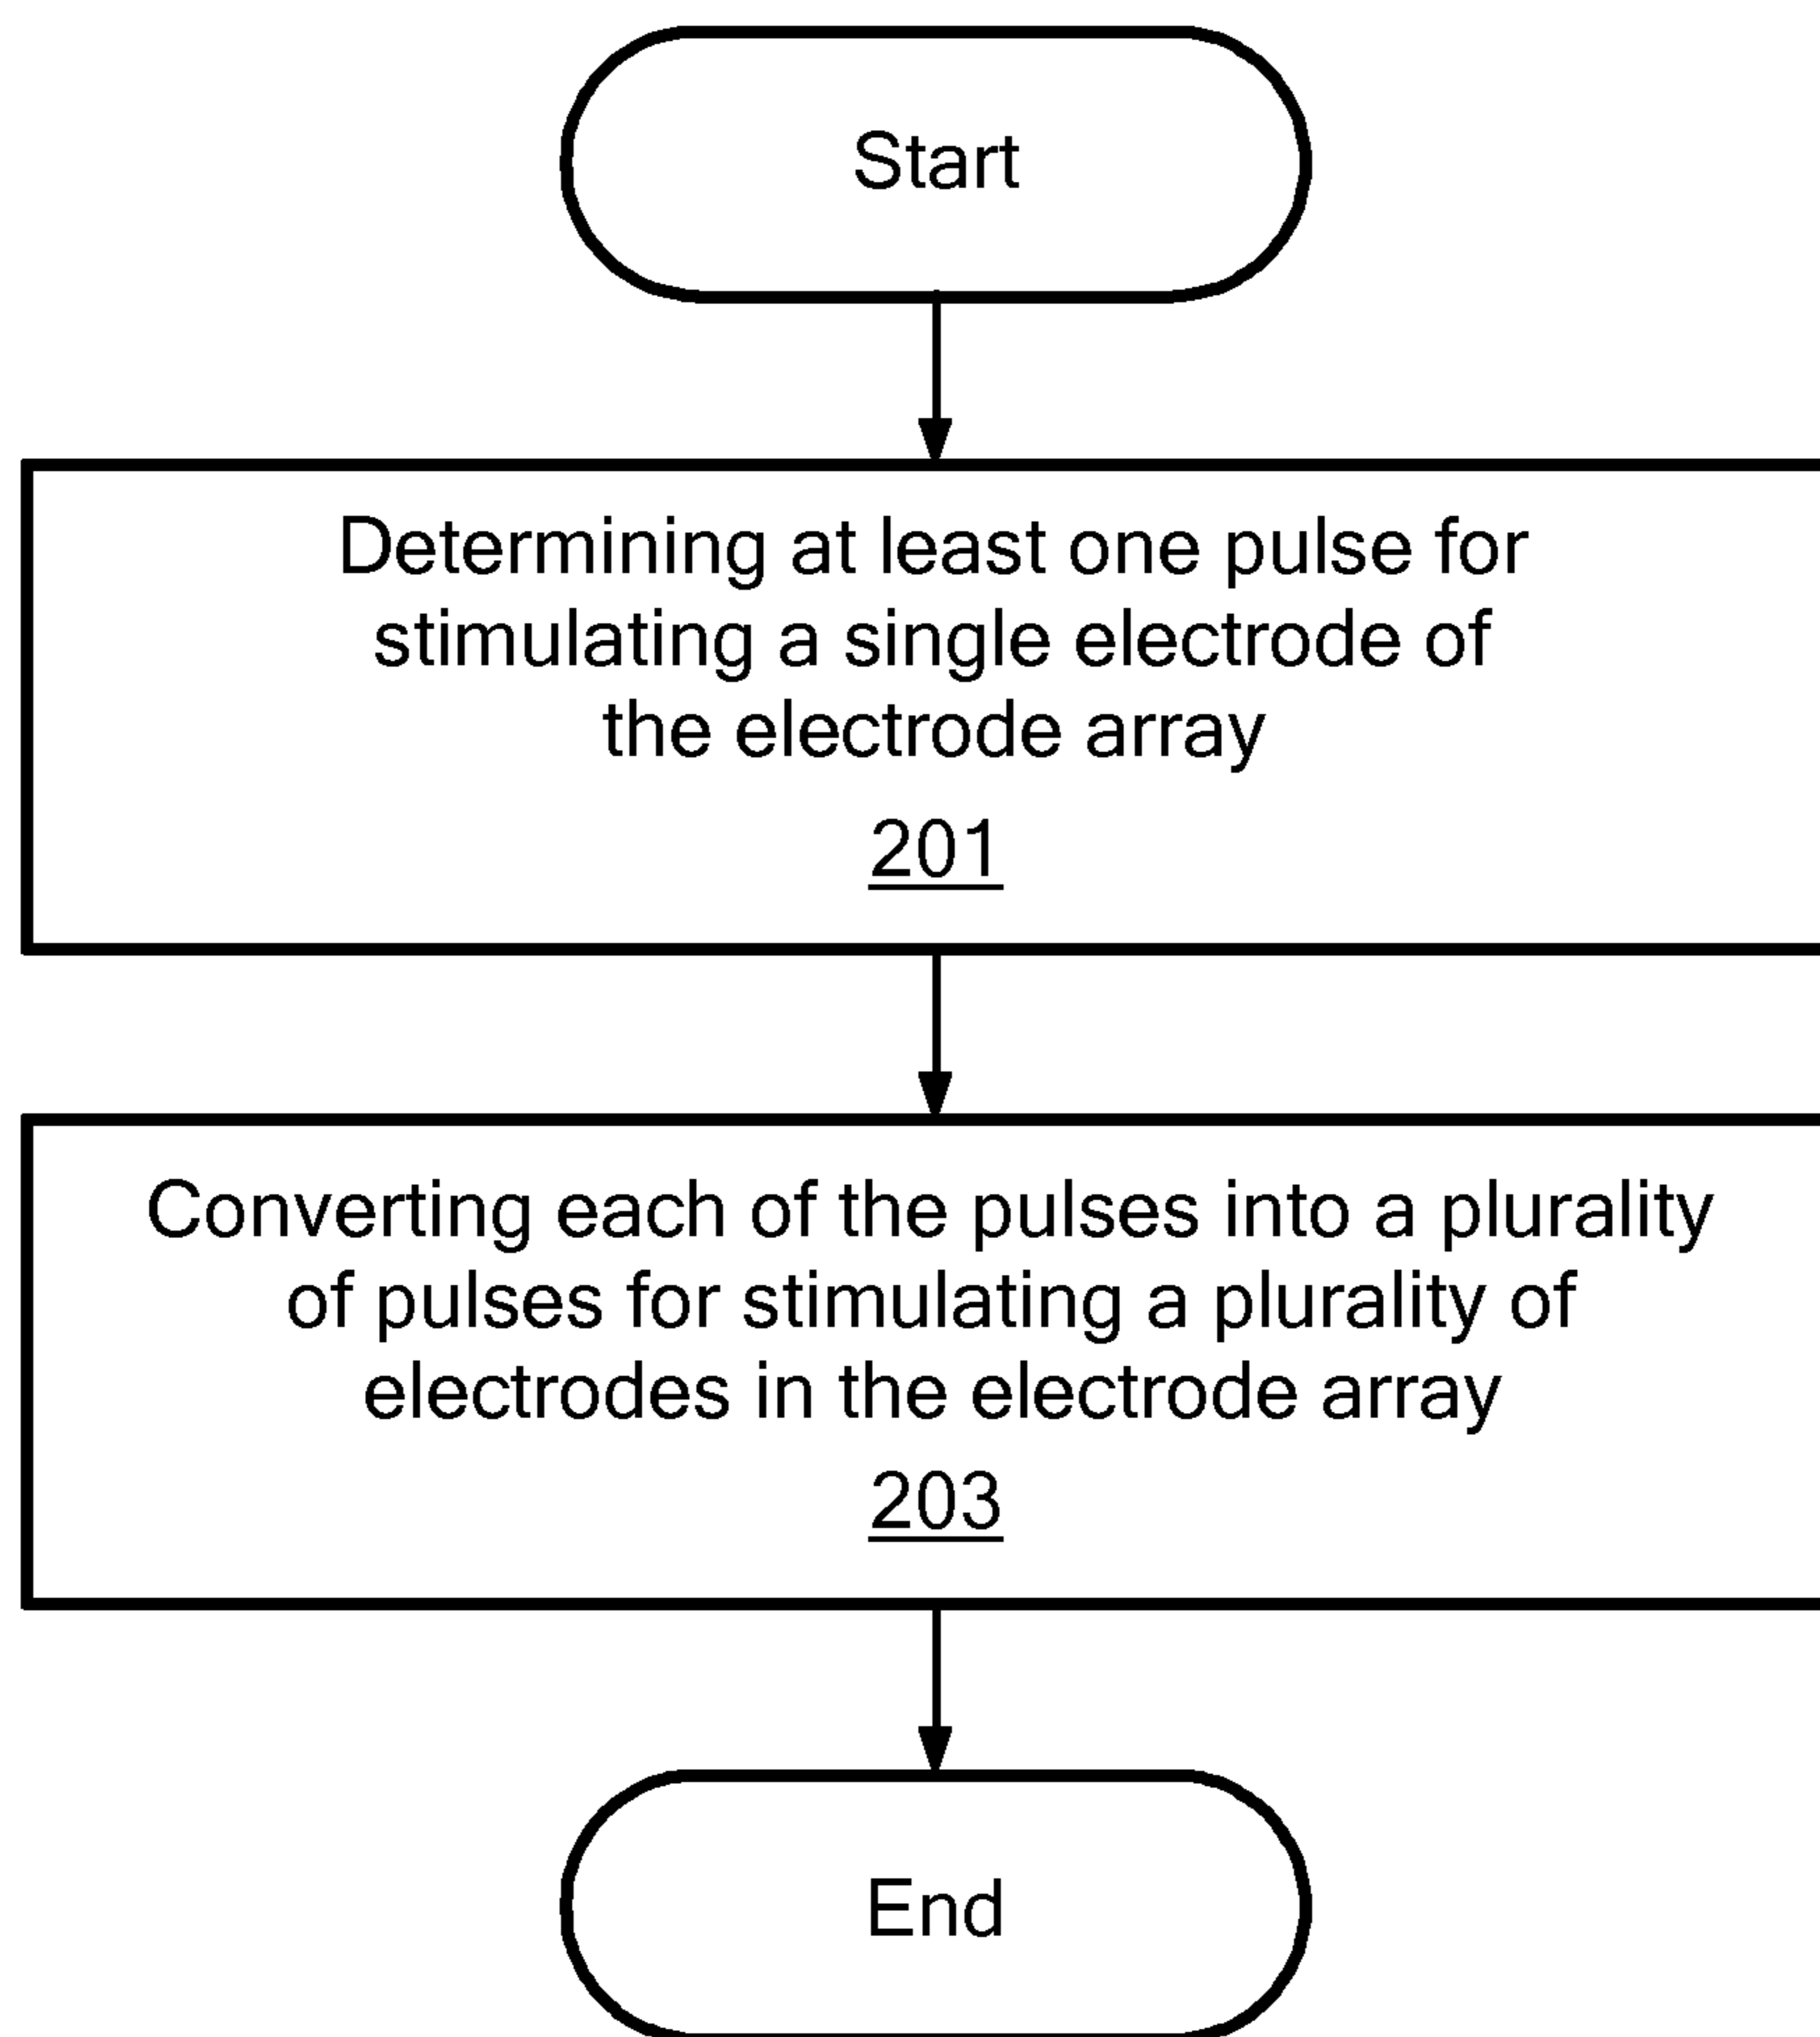 Start
Determining at least one pulse for
stimulating a single electrode of
the electrode array
201
Converting each of the pulses into a plurality
of pulses for stimulating a plurality of
electrodes in the electrode array
203
End